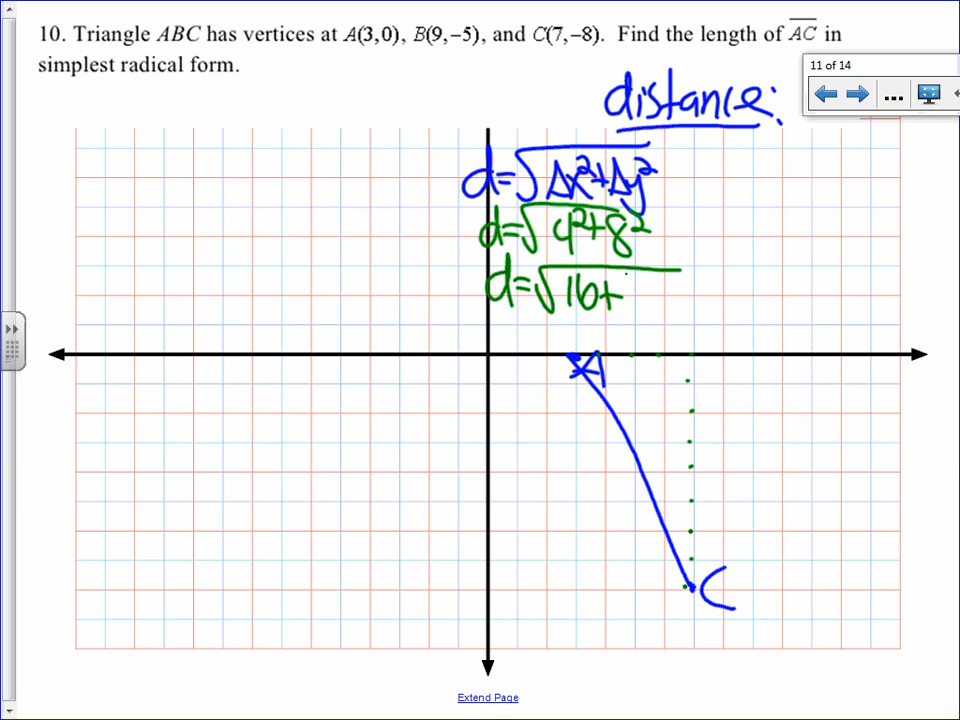 10. Triangle ABC has vertices at A(3,0), B(9,−5), and C(7,−8). Find the length of A̅C̅ in
simplest radical form.
11 of 14
...
distance:
d=√Δx²+Δy²
d=√4²+8²
d=√16+
A
C
Extend Page